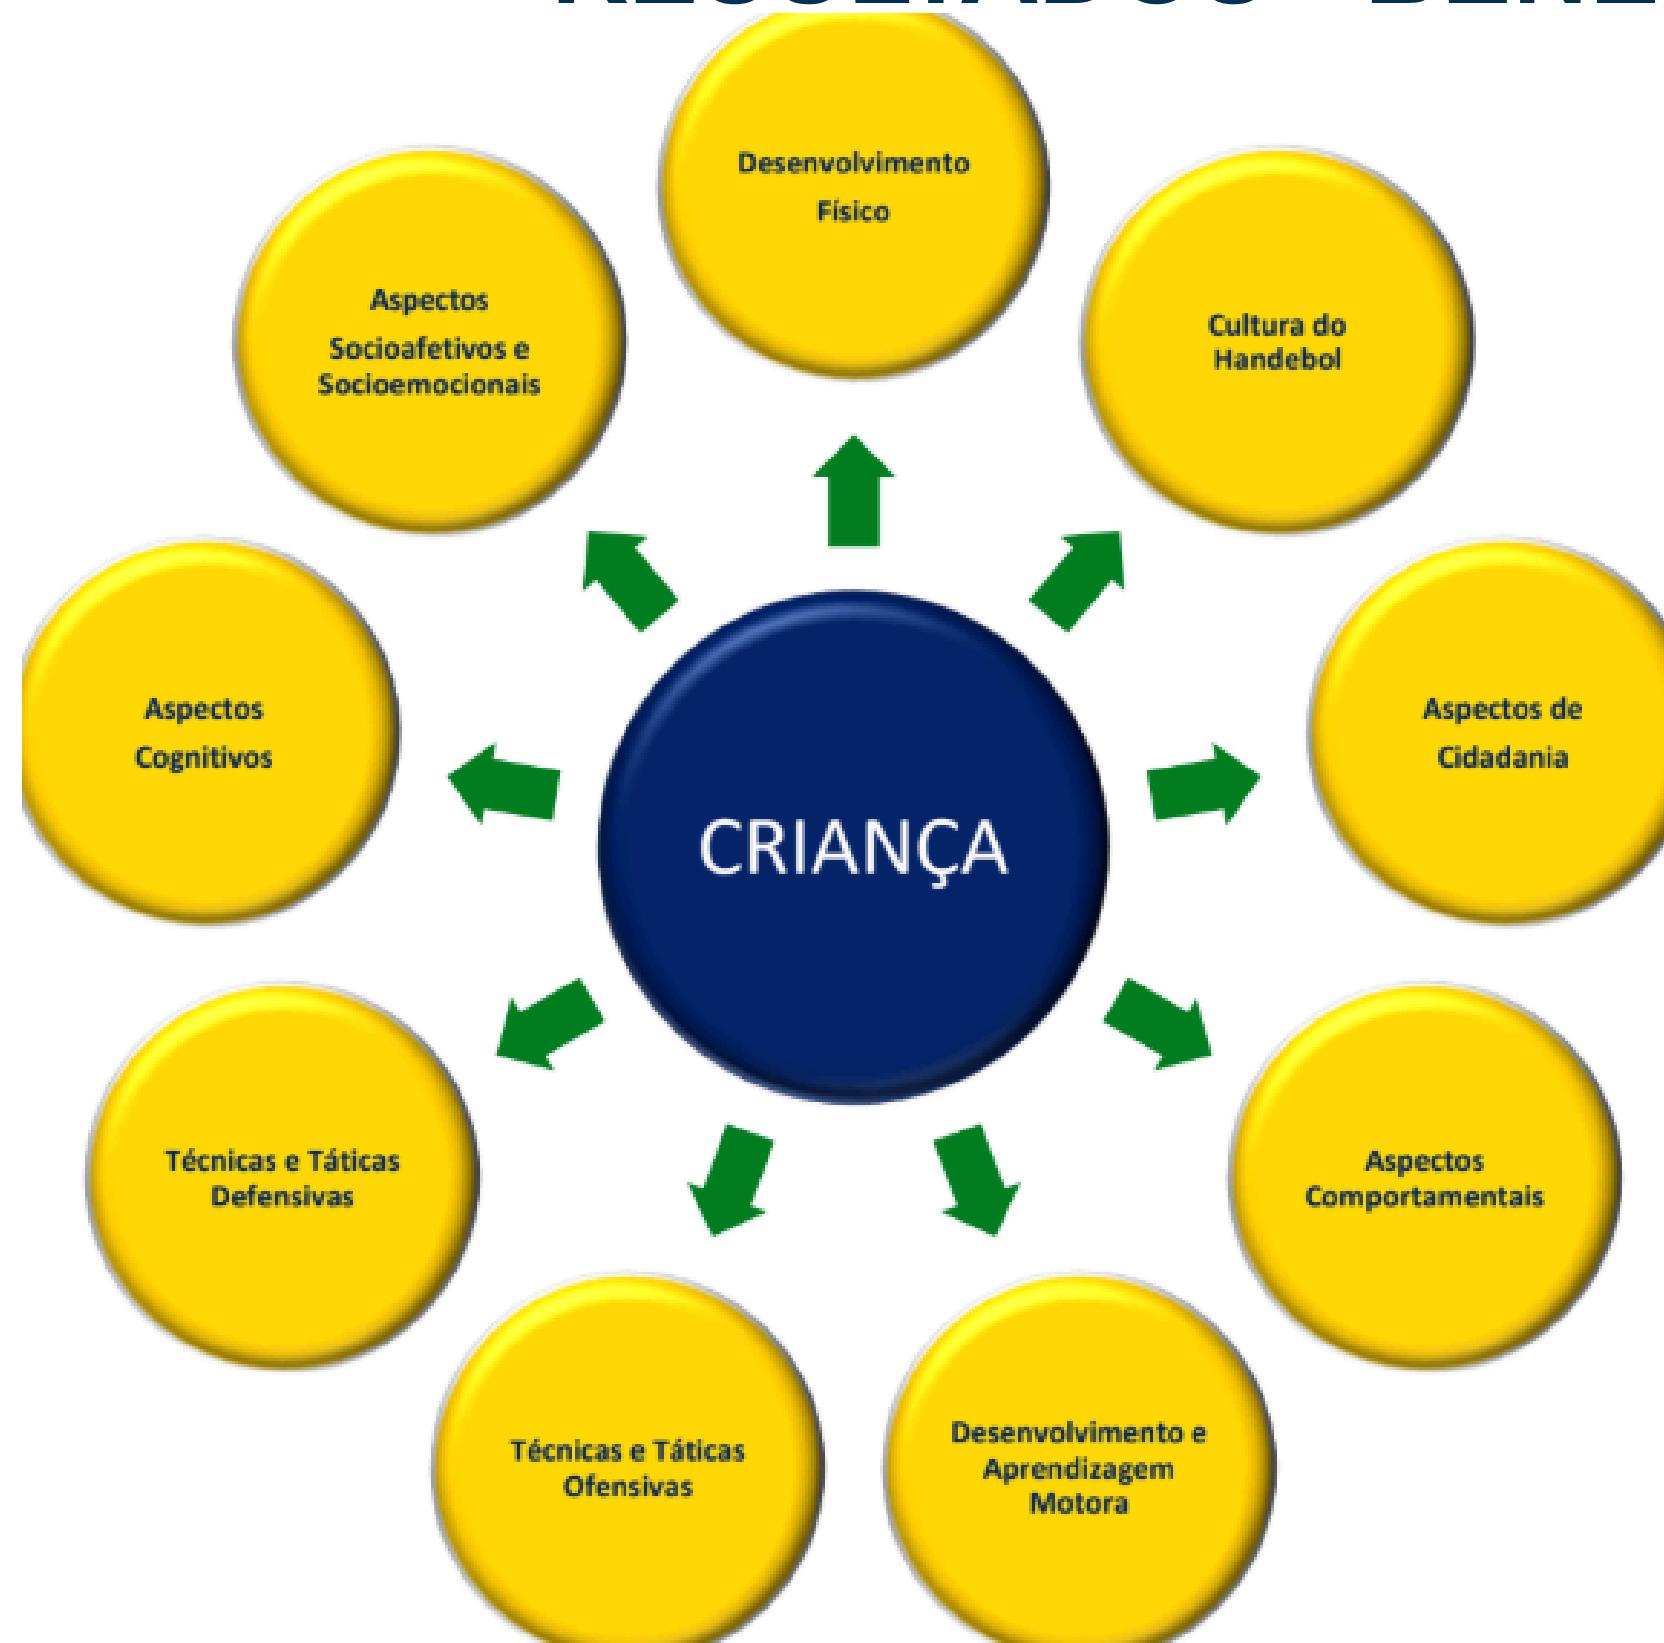 Desenvolvimento
Físico
Cultura do
Handebol
Aspectos de
Cidadania
Aspectos
Comportamentais
Desenvolvimento e
Aprendizagem
Motora
Técnicas e Táticas
Ofensivas
Técnicas e Táticas
Defensivas
Aspectos
Cognitivos
Aspectos
Socioafetivos e
Socioemocionais
CRIANÇA